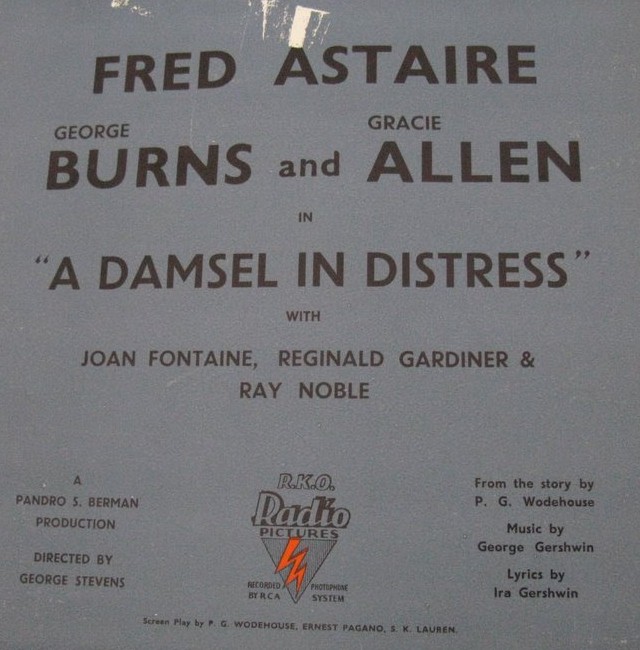 FRED ASTAIRE
GEORGE GRACIE
BURNS and ALLEN
IN
“A DAMSEL IN DISTRESS”
WITH
JOAN FONTAINE, REGINALD GARDINER &
RAY NOBLE
A
PANDRO S. BERMAN
PRODUCTION
DIRECTED BY
GEORGE STEVENS
R.K.O.
Radio
PICTURES
RECORDED PHOTOPHONE
BY RCA SYSTEM
From the story by
P. G. Wodehouse
Music by
George Gershwin
Lyrics by
Ira Gershwin
Screen Play by P. G. WODEHOUSE, ERNEST PAGANO, S. K. LAUREN.